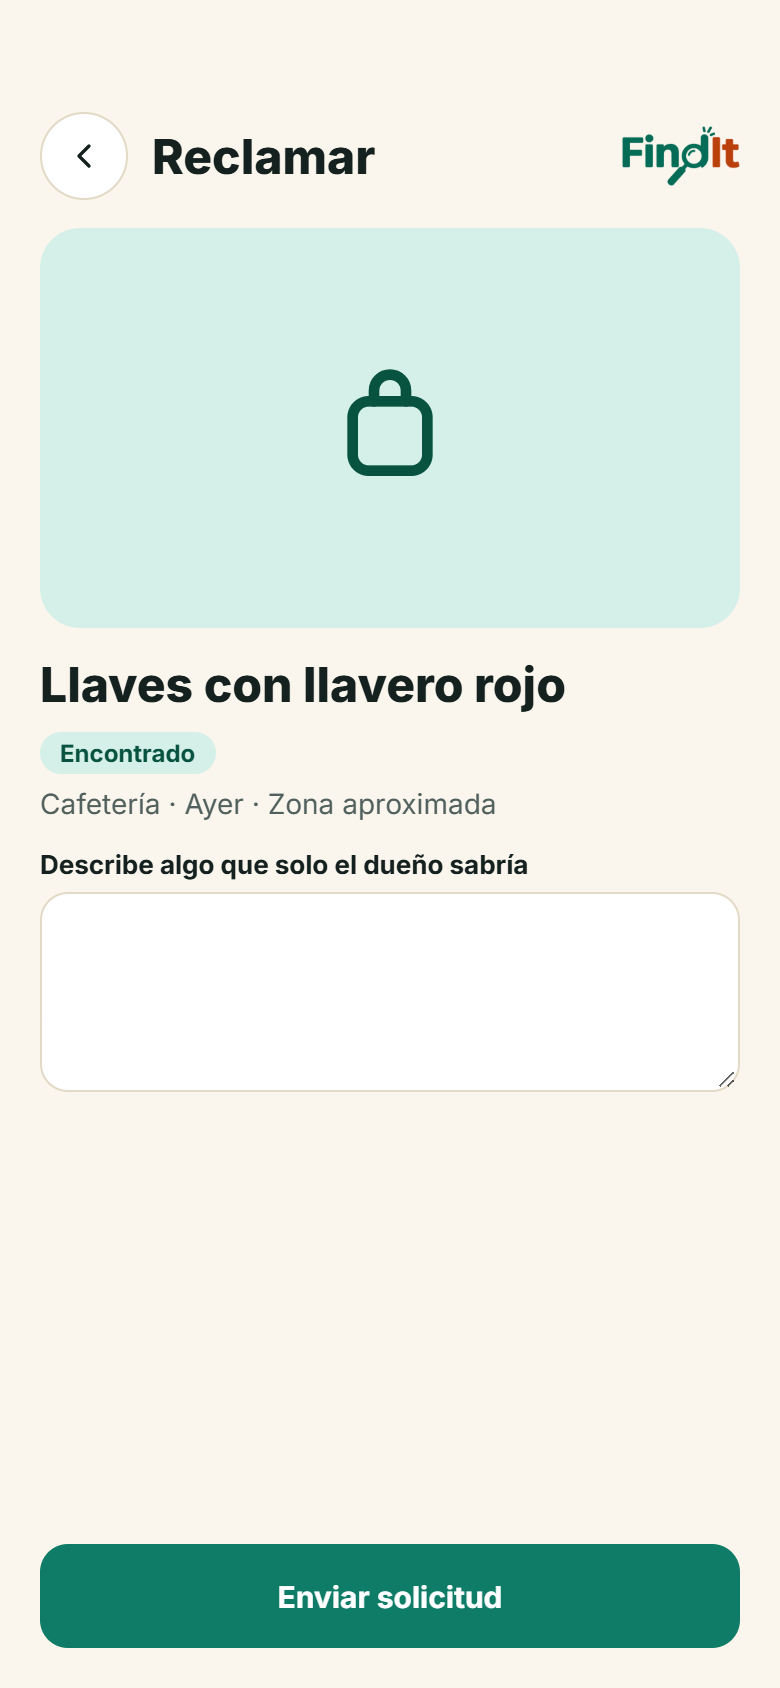 Reclamar
FindIt
Llaves con llavero rojo
Encontrado
Cafetería · Ayer · Zona aproximada
Describe algo que solo el dueño sabría
Enviar solicitud